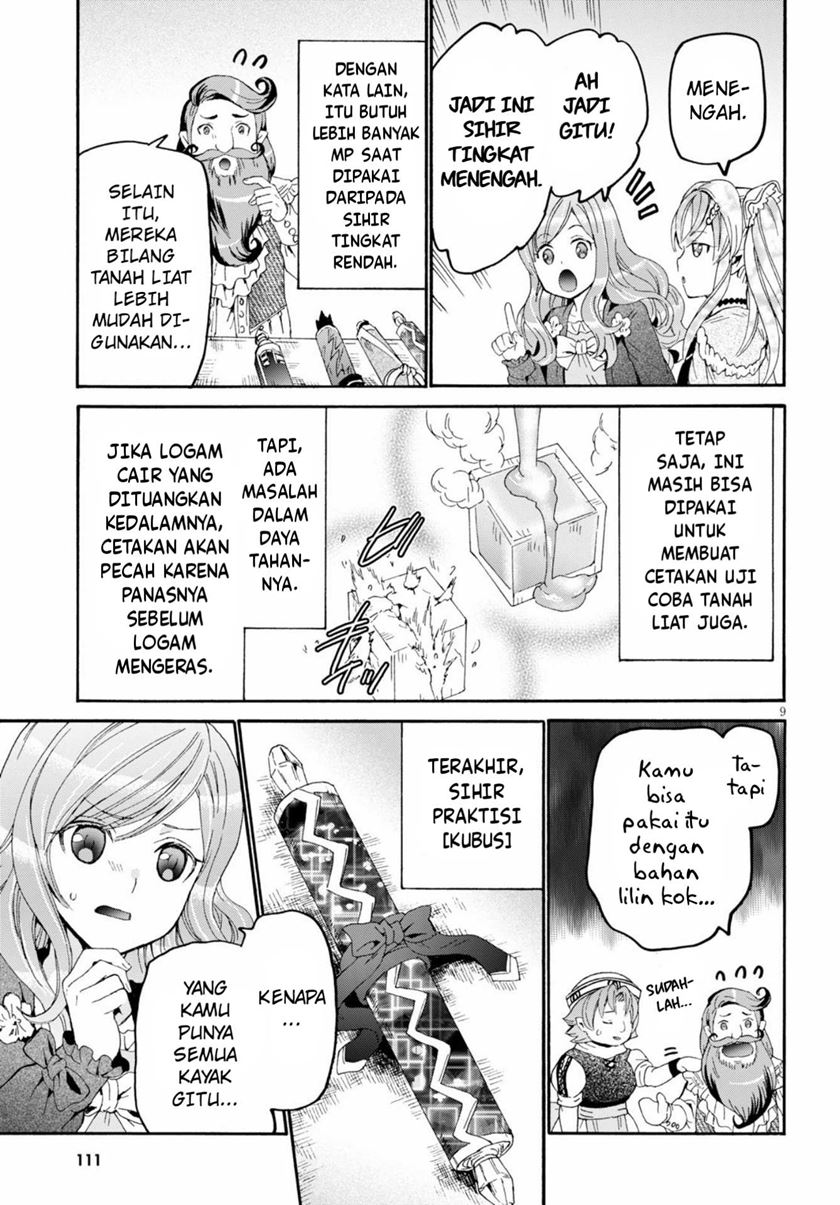 MENE-
NGAH.
AH
JADI
GITU!
JADI INI
SIHIR
TINGKAT
MENENGAH.
DENGAN
KATA LAIN,
ITU BUTUH
LEBIH BANYAK
MP SAAT
DIPAKAI
DARIPADA
SIHIR
TINGKAT
RENDAH.
SELAIN
ITU,
MEREKA
BILANG
TANAH LIAT
LEBIH
MUDAH DI-
GUNAKAN...
TETAP
SAJA, INI
MASIH BISA
DIPAKAI
UNTUK
MEMBUAT
CETAKAN UJI
COBA TANAH
LIAT JUGA.
TAPI,
ADA
MASALAH
DALAM
DAYA
TAHAN-
NYA.
JIKA LOGAM
CAIR YANG
DITUANGKAN
KEDALAMNYA,
CETAKAN AKAN
PECAH KARENA
PANASNYA
SEBELUM
LOGAM
MENGERAS.
9
Ta-
tapi
Kamu
bisa
pakai itu
dengan
bahan
lilin kok...
SUDAH-
LAH...
TERAKHIR,
SIHIR
PRAKTISI
[KUBUS]
KENAPA
...
YANG
KAMU
PUNYA
SEMUA
KAYAK
GITU...
111